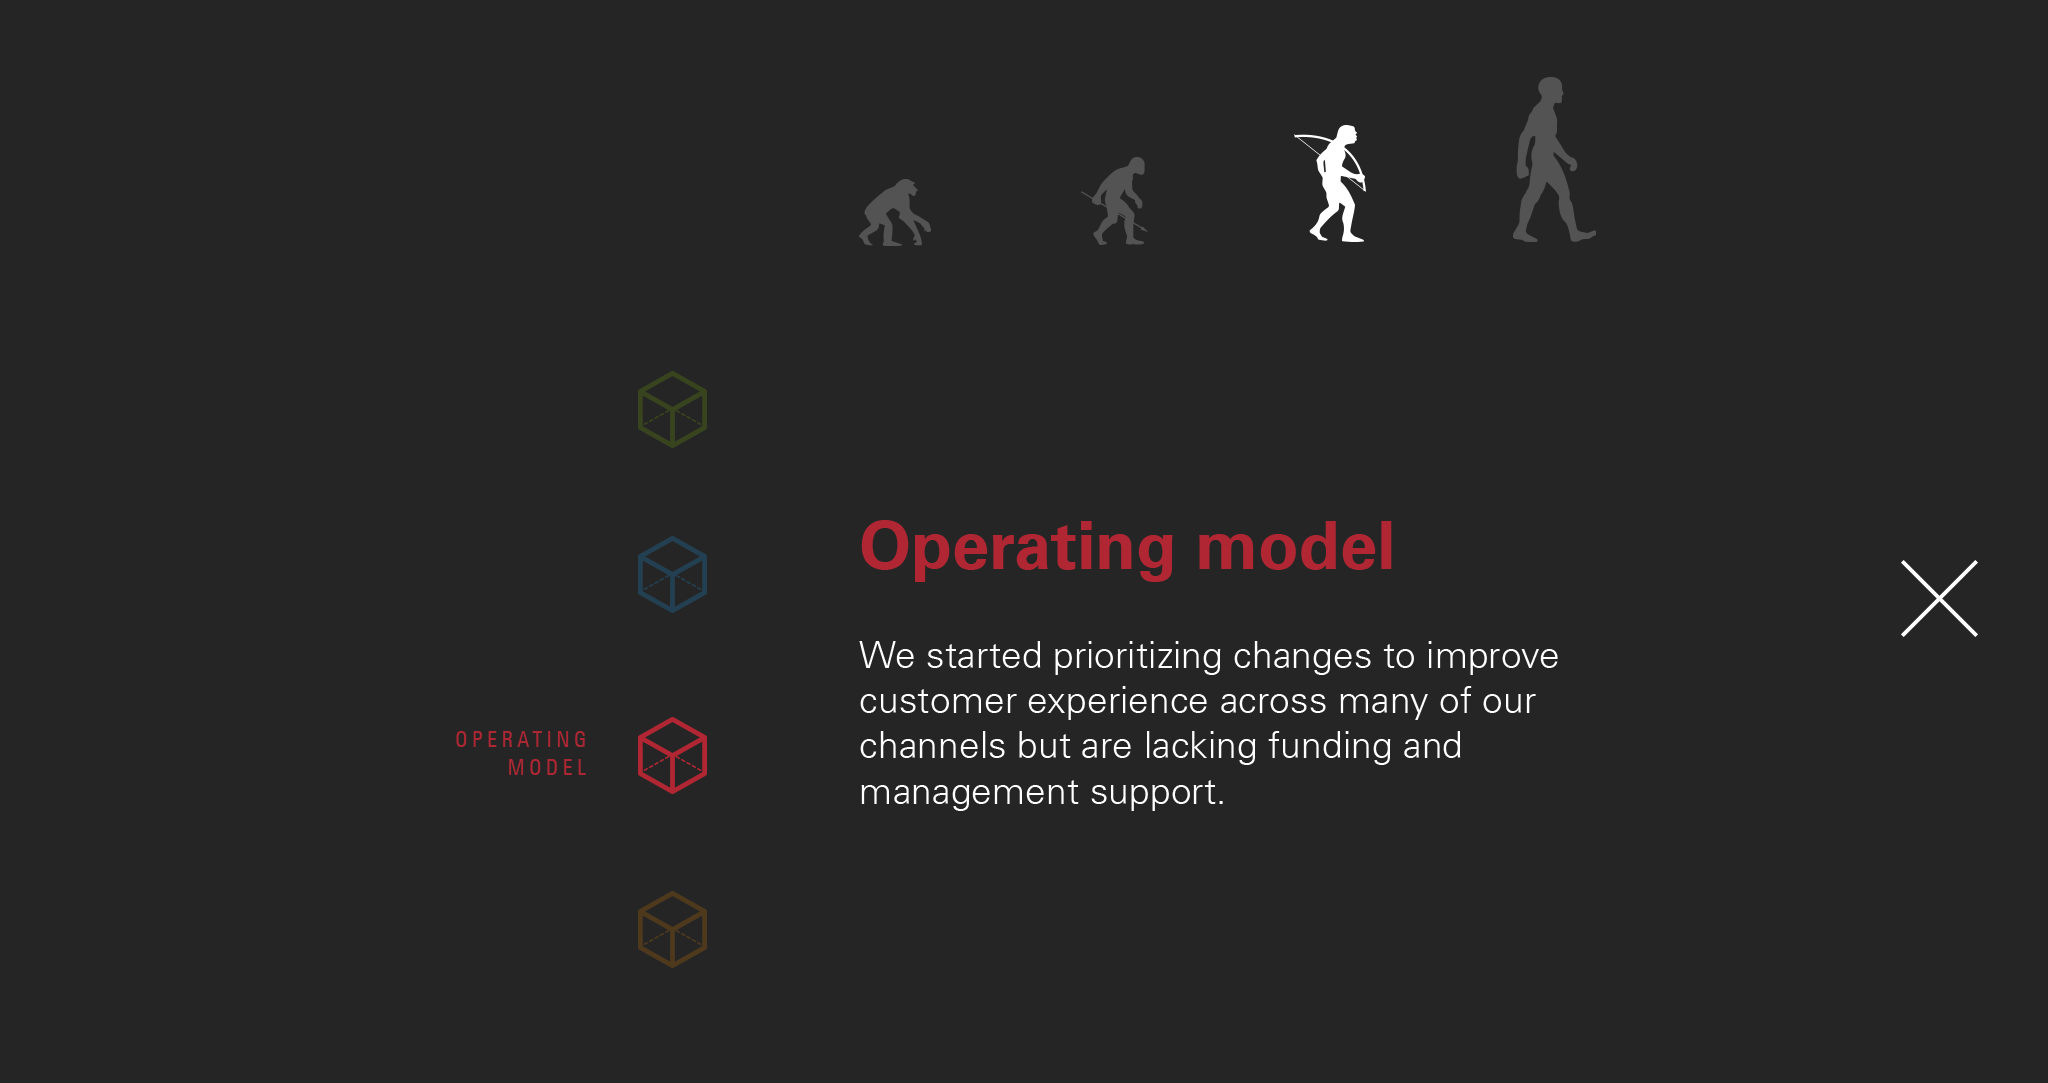 Operating model
OPERATING
MODEL
We started prioritizing changes to improve
customer experience across many of our
channels but are lacking funding and
management support.